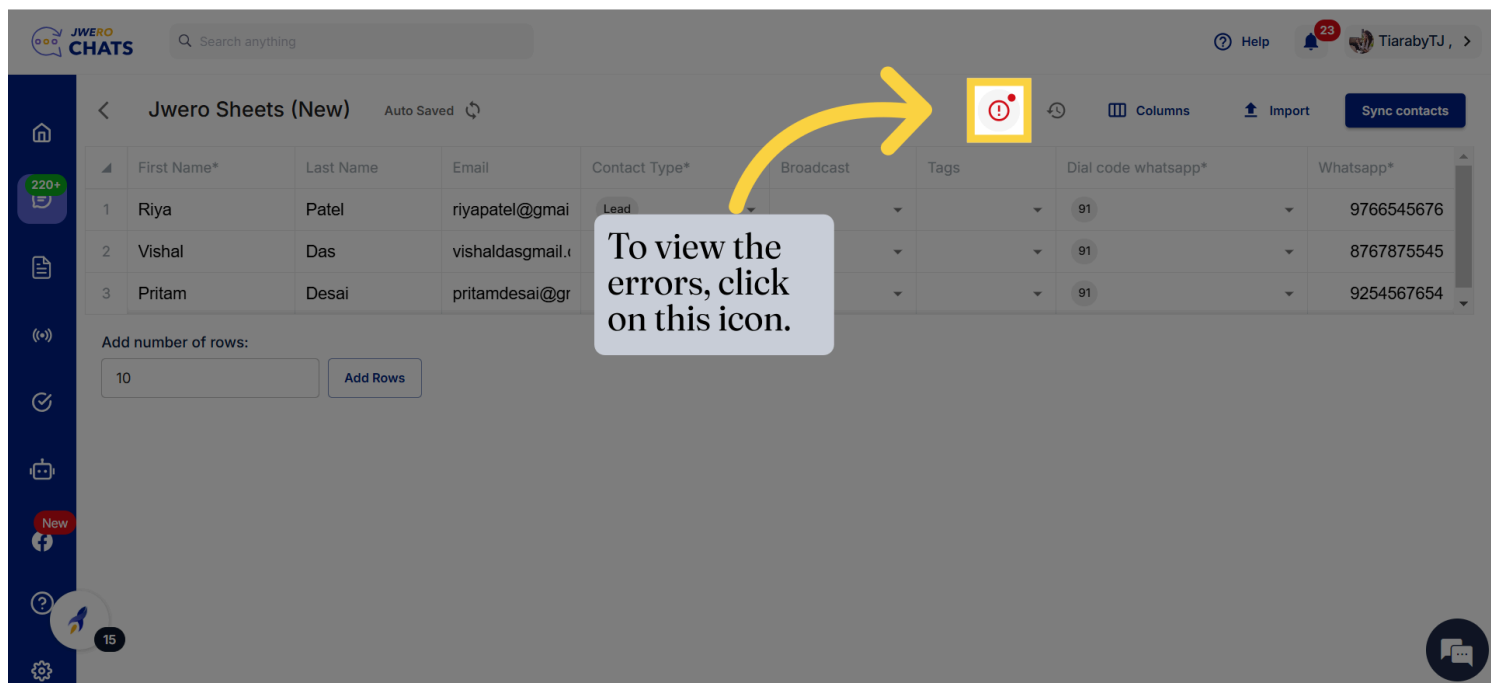 JWERO
CHATS
Search anything
Help
23
TiarabyTJ ,
Jwero Sheets (New)
Auto Saved
Columns
Import
Sync contacts
220+
First Name*
Last Name
Email
Contact Type*
Broadcast
Tags
Dial code whatsapp*
Whatsapp*
1
Riya
Patel
riyapatel@gmai
Lead
91
9766545676
2
Vishal
Das
vishaldasgmail.
91
8767875545
3
Pritam
Desai
pritamdesai@gr
91
9254567654
To view the
errors, click
on this icon.
Add number of rows:
10
Add Rows
New
15